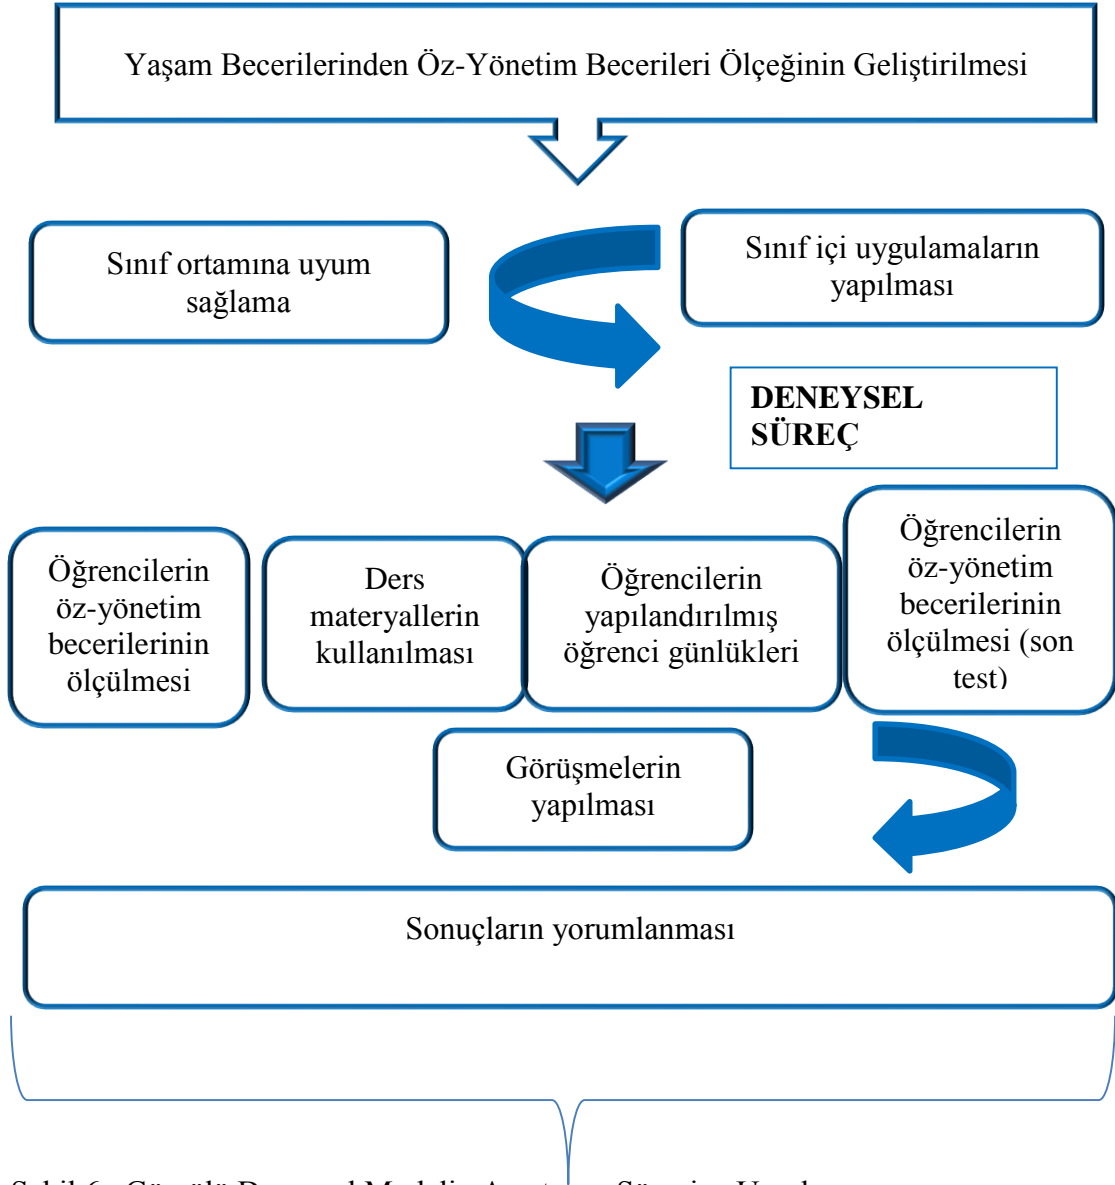 Yaşam Becerilerinden Öz-Yönetim Becerileri Ölçeğinin Geliştirilmesi
Sınıf ortamına uyum
sağlama
Sınıf içi uygulamaların
yapılması
DENEYSEL
SÜREÇ
Öğrencilerin
öz-yönetim
becerilerinin
ölçülmesi
Ders
materyallerin
kullanılması
Öğrencilerin
yapılandırılmış
öğrenci günlükleri
Öğrencilerin
öz-yönetim
becerilerinin
ölçülmesi (son
test)
Görüşmelerin
yapılması
Sonuçların yorumlanması